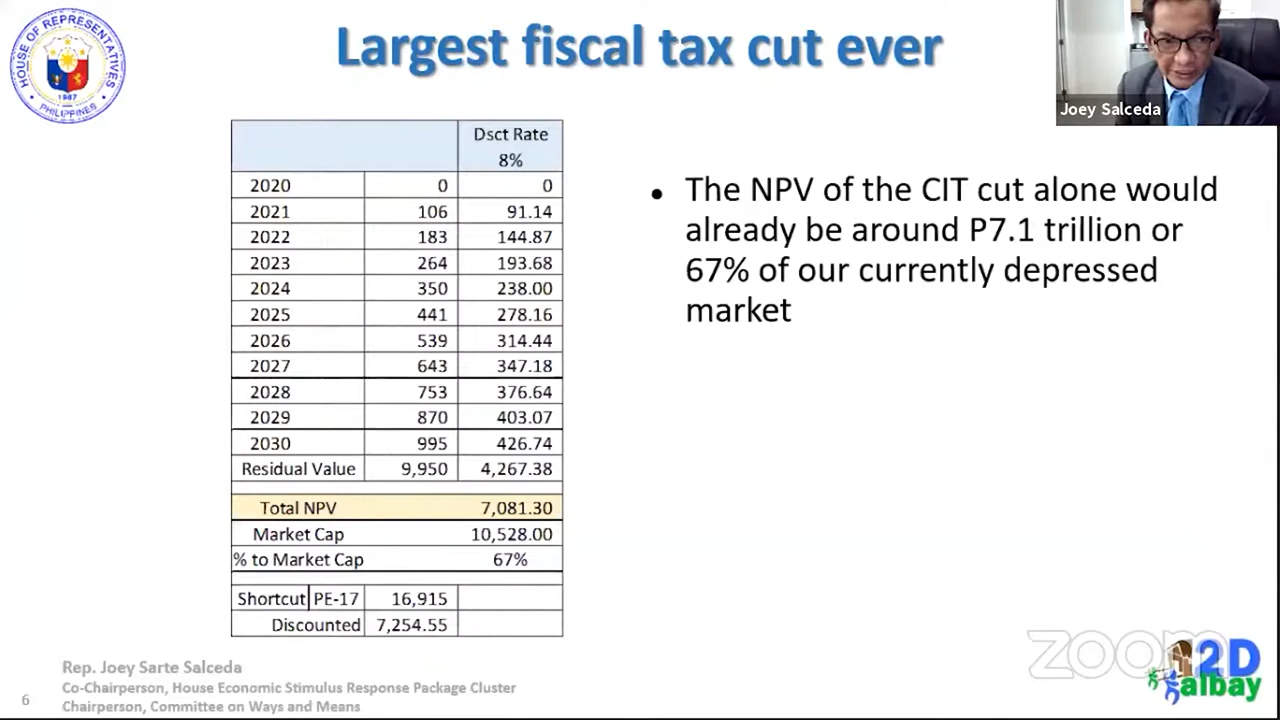 Largest fiscal tax cut ever
HOUSE OF REPRESENTATIVES
1987
PHILIPPINES
Joey Salceda
Dsct Rate
8%
2020 0 0
2021 106 91.14
2022 183 144.87
2023 264 193.68
2024 350 238.00
2025 441 278.16
2026 539 314.44
2027 643 347.18
2028 753 376.64
2029 870 403.07
2030 995 426.74
Residual Value 9,950 4,267.38
Total NPV 7,081.30
Market Cap 10,528.00
% to Market Cap 67%
Shortcut PE-17 16,915
Discounted 7,254.55
• The NPV of the CIT cut alone would
already be around P7.1 trillion or
67% of our currently depressed
market
Rep. Joey Sarte Salceda
Co-Chairperson, House Economic Stimulus Response Package Cluster
Chairperson, Committee on Ways and Means
6
zoom
2D
albay